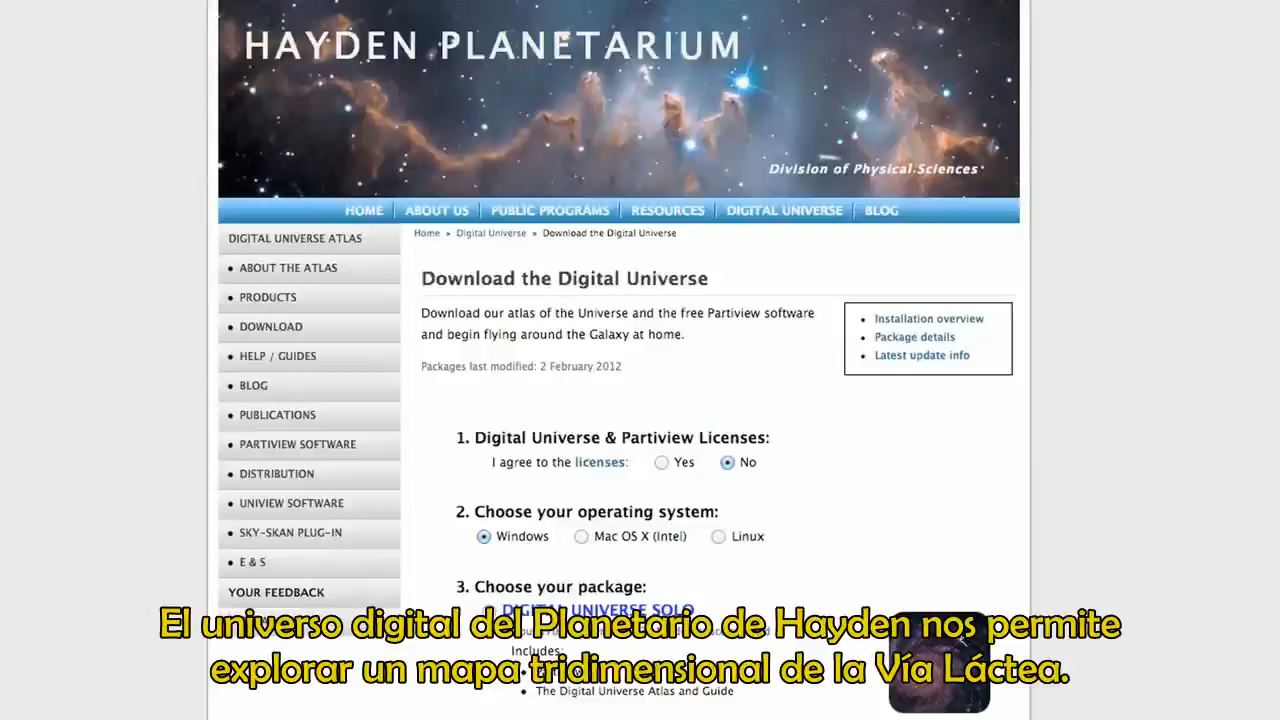 HAYDEN PLANETARIUM
Division of Physical Sciences
HOME ABOUT US PUBLIC PROGRAMS RESOURCES DIGITAL UNIVERSE BLOG
DIGITAL UNIVERSE ATLAS
• ABOUT THE ATLAS
• PRODUCTS
• DOWNLOAD
• HELP / GUIDES
• BLOG
• PUBLICATIONS
• PARTIVIEW SOFTWARE
• DISTRIBUTION
• UNIVIEW SOFTWARE
• SKY-SKAN PLUG-IN
• E & S
YOUR FEEDBACK
Home » Digital Universe » Download the Digital Universe
Download the Digital Universe
Download our atlas of the Universe and the free Partiview software
and begin flying around the Galaxy at home.
Packages last modified: 2 February 2012
• Installation overview
• Package details
• Latest update info
1. Digital Universe & Partiview Licenses:
I agree to the licenses: Yes No
2. Choose your operating system:
Windows Mac OS X (Intel) Linux
3. Choose your package:
DIGITAL UNIVERSE SOLO
Includes:
• The Digital Universe Atlas and Guide
El universo digital del Planetario de Hayden nos permite
explorar un mapa tridimensional de la Vía Láctea.